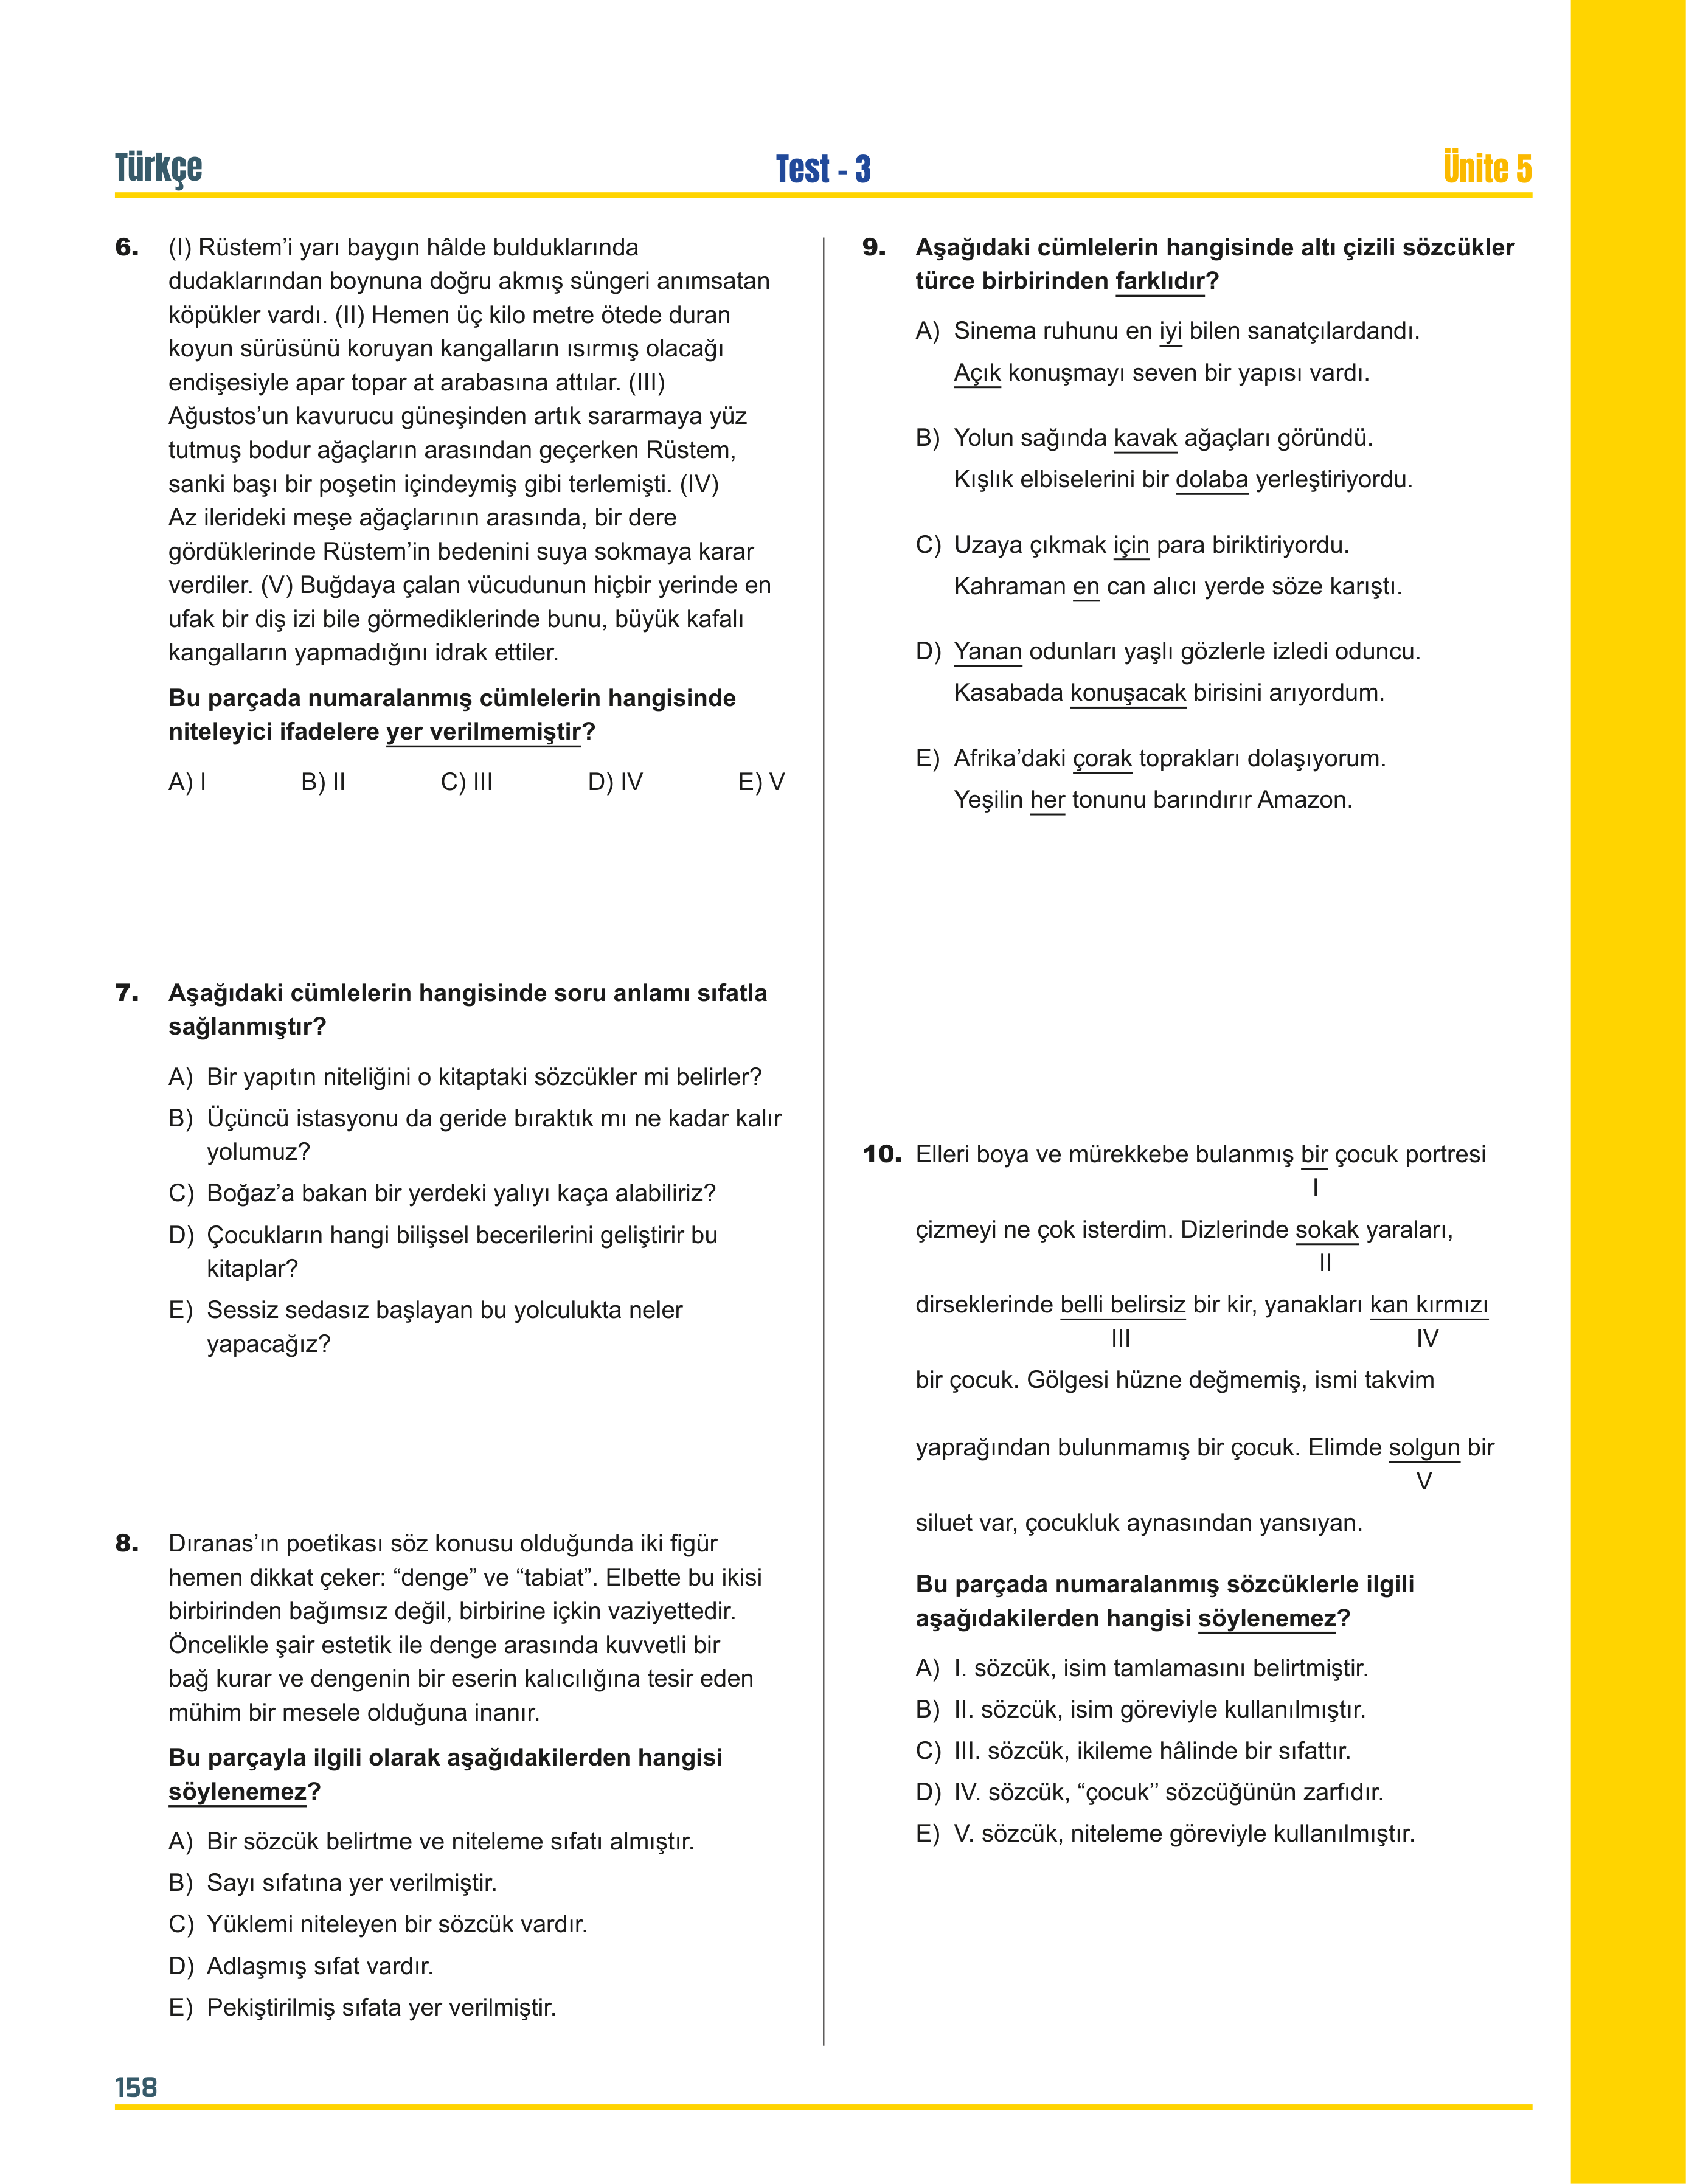 Türkçe
Test - 3
Ünite 5
6. (I) Rüstem’i yarı baygın hâlde bulduklarında
dudaklarından boynuna doğru akmış süngeri anımsatan
köpükler vardı. (II) Hemen üç kilo metre ötede duran
koyun sürüsünü koruyan kangalların ısırmış olacağı
endişesiyle apar topar at arabasına attılar. (III)
Ağustos’un kavurucu güneşinden artık sararmaya yüz
tutmuş bodur ağaçların arasından geçerken Rüstem,
sanki başı bir poşetin içindeymiş gibi terlemişti. (IV)
Az ilerideki meşe ağaçlarının arasında, bir dere
gördüklerinde Rüstem’in bedenini suya sokmaya karar
verdiler. (V) Buğdaya çalan vücudunun hiçbir yerinde en
ufak bir diş izi bile görmediklerinde bunu, büyük kafalı
kangalların yapmadığını idrak ettiler.
Bu parçada numaralanmış cümlelerin hangisinde
niteleyici ifadelere yer verilmemiştir?
A) I B) II C) III D) IV E) V
7. Aşağıdaki cümlelerin hangisinde soru anlamı sıfatla
sağlanmıştır?
A) Bir yapıtın niteliğini o kitaptaki sözcükler mi belirler?
B) Üçüncü istasyonu da geride bıraktık mı ne kadar kalır
yolumuz?
C) Boğaz’a bakan bir yerdeki yalıyı kaça alabiliriz?
D) Çocukların hangi bilişsel becerilerini geliştirir bu
kitaplar?
E) Sessiz sedasız başlayan bu yolculukta neler
yapacağız?
8. Dıranas’ın poetikası söz konusu olduğunda iki figür
hemen dikkat çeker: “denge” ve “tabiat”. Elbette bu ikisi
birbirinden bağımsız değil, birbirine içkin vaziyettedir.
Öncelikle şair estetik ile denge arasında kuvvetli bir
bağ kurar ve dengenin bir eserin kalıcılığına tesir eden
mühim bir mesele olduğuna inanır.
Bu parçayla ilgili olarak aşağıdakilerden hangisi
söylenemez?
A) Bir sözcük belirtme ve niteleme sıfatı almıştır.
B) Sayı sıfatına yer verilmiştir.
C) Yüklemi niteleyen bir sözcük vardır.
D) Adlaşmış sıfat vardır.
E) Pekiştirilmiş sıfata yer verilmiştir.
9. Aşağıdaki cümlelerin hangisinde altı çizili sözcükler
türce birbirinden farklıdır?
A) Sinema ruhunu en iyi bilen sanatçılardandı.
Açık konuşmayı seven bir yapısı vardı.
B) Yolun sağında kavak ağaçları göründü.
Kışlık elbiselerini bir dolaba yerleştiriyordu.
C) Uzaya çıkmak için para biriktiriyordu.
Kahraman en can alıcı yerde söze karıştı.
D) Yanan odunları yaşlı gözlerle izledi oduncu.
Kasabada konuşacak birisini arıyordum.
E) Afrika’daki çorak toprakları dolaşıyorum.
Yeşilin her tonunu barındırır Amazon.
10. Elleri boya ve mürekkebe bulanmış bir çocuk portresi
I
çizmeyi ne çok isterdim. Dizlerinde sokak yaraları,
II
dirseklerinde belli belirsiz bir kir, yanakları kan kırmızı
III IV
bir çocuk. Gölgesi hüzne değmemiş, ismi takvim
yaprağından bulunmamış bir çocuk. Elimde solgun bir
V
siluet var, çocukluk aynasından yansıyan.
Bu parçada numaralanmış sözcüklerle ilgili
aşağıdakilerden hangisi söylenemez?
A) I. sözcük, isim tamlamasını belirtmiştir.
B) II. sözcük, isim göreviyle kullanılmıştır.
C) III. sözcük, ikileme hâlinde bir sıfattır.
D) IV. sözcük, “çocuk’’ sözcüğünün zarfıdır.
E) V. sözcük, niteleme göreviyle kullanılmıştır.
158